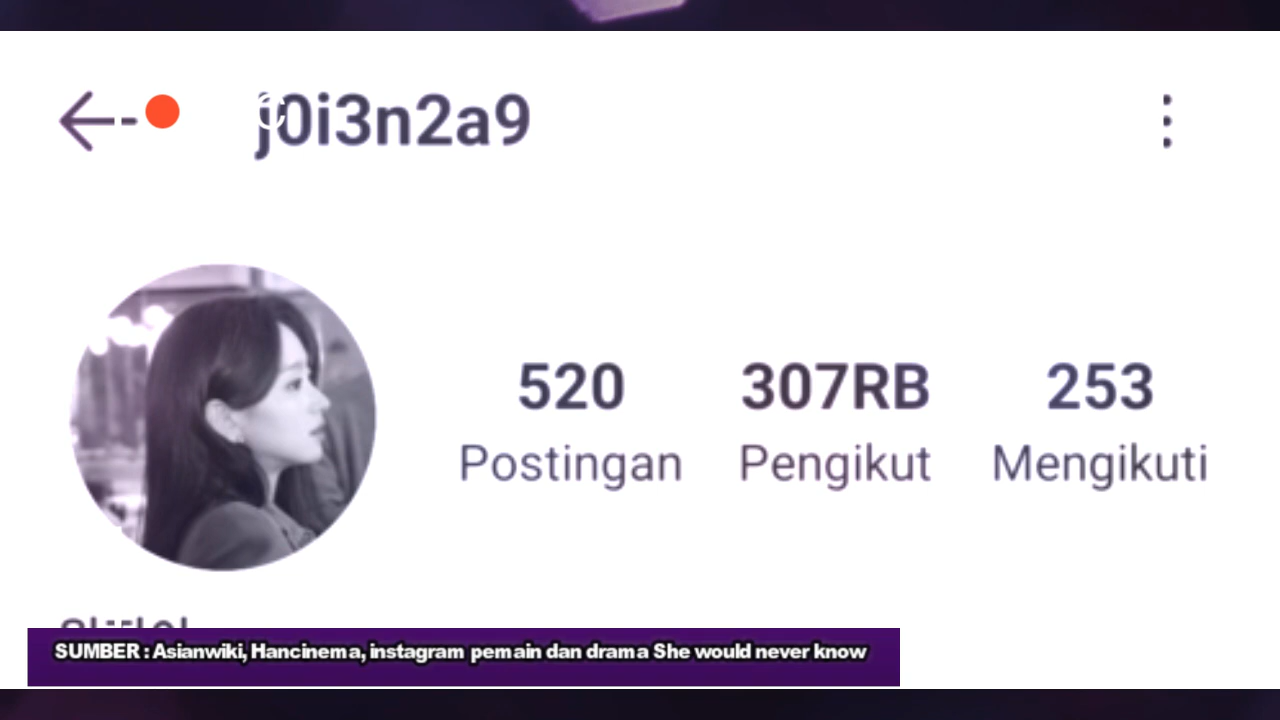 j0i3n2a9
520 307RB 253
Postingan Pengikut Mengikuti
SUMBER : Asianwiki, Hancinema, instagram pemain dan drama She would never know